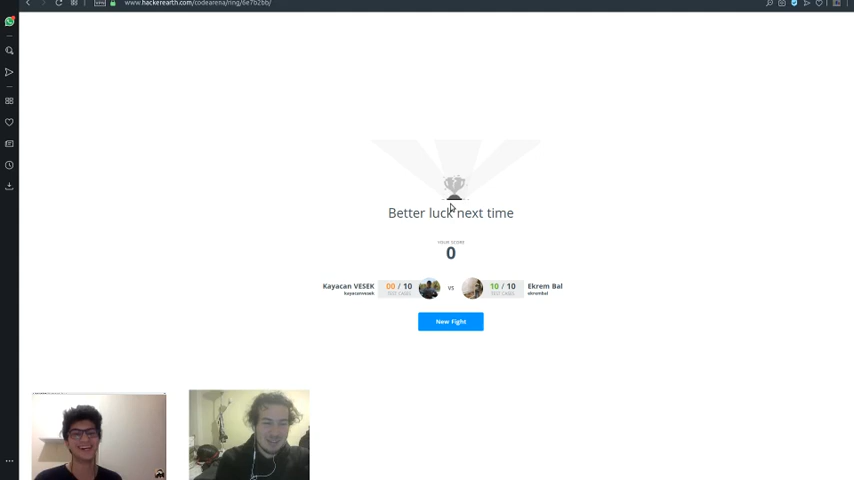 www.hackerearth.com/codearena/ring/6e7b2bb/
Better luck next time
YOUR SCORE
0
Kayacan VESEK
kayacanvesek
00 / 10
TEST CASES
vs
10 / 10
TEST CASES
Ekrem Bal
ekrembal
New Fight